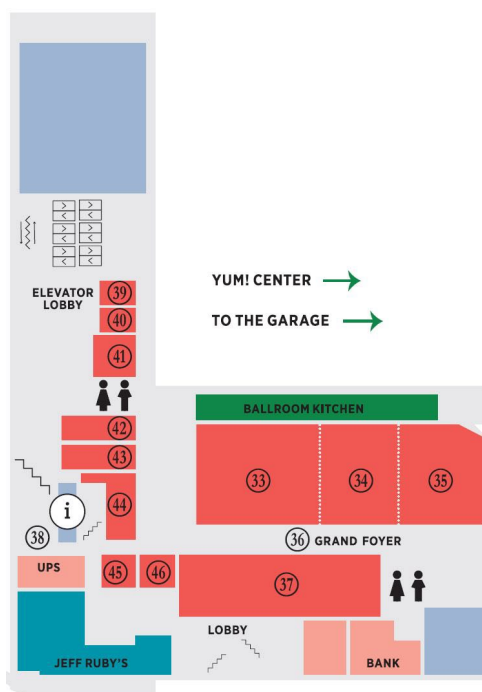 39
ELEVATOR
LOBBY
40
41
YUM! CENTER
TO THE GARAGE
BALLROOM KITCHEN
42
43
33
34
35
44
i
38
36 GRAND FOYER
UPS
45
46
37
LOBBY
JEFF RUBY'S
BANK